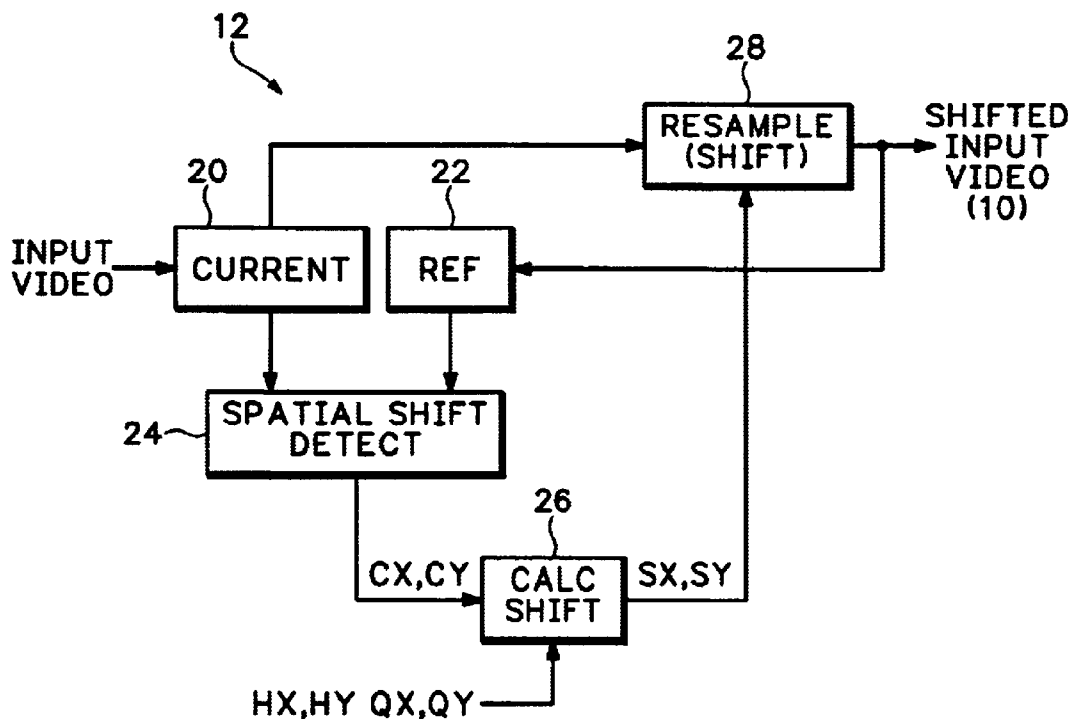 12
28
RESAMPLE
(SHIFT)
SHIFTED
INPUT
VIDEO
(10)
20
22
INPUT
VIDEO
CURRENT
REF
24
SPATIAL SHIFT
DETECT
26
CX,CY
CALC
SHIFT
SX,SY
HX,HY QX,QY